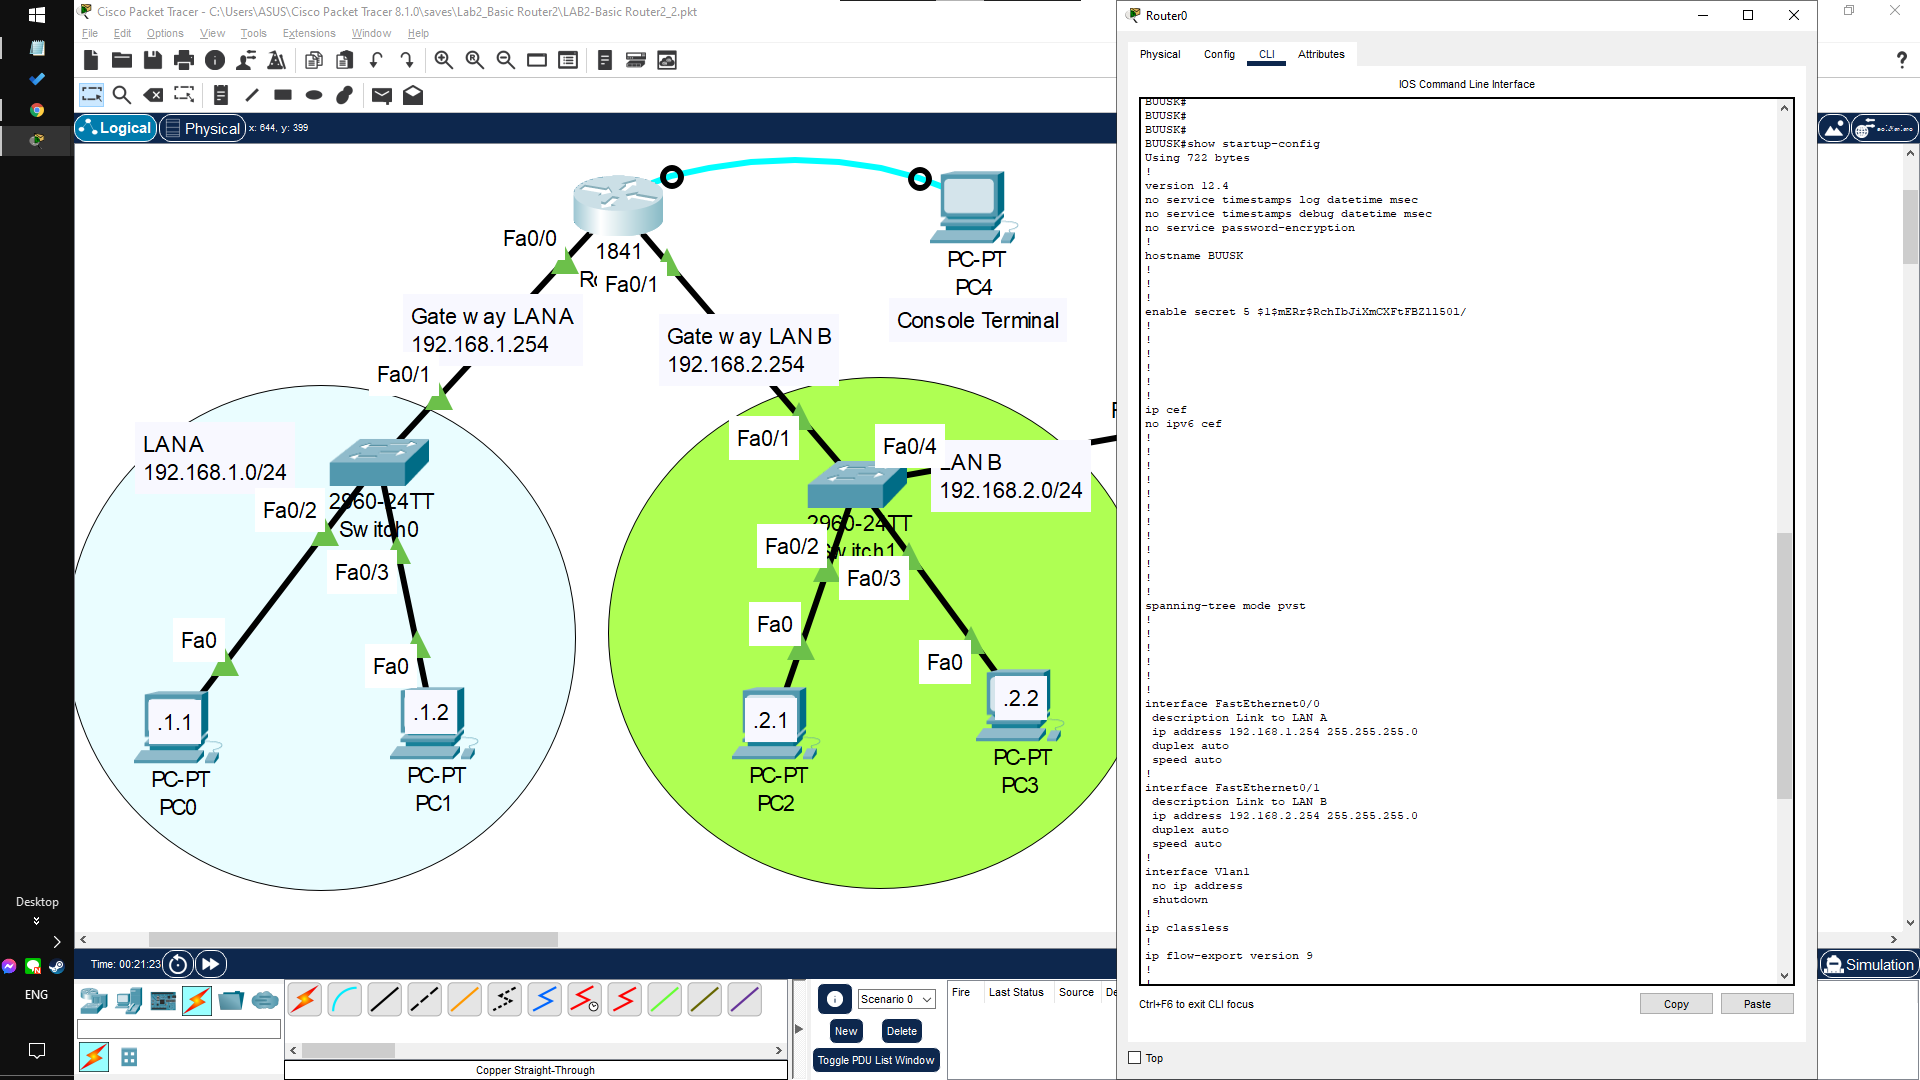 Cisco Packet Tracer - C:\Users\ASUS\Cisco Packet Tracer 8.1.0\saves\Lab2_Basic Router2\LAB2-Basic Router2_2.pkt
File Edit Options View Tools Extensions Window Help
Logical Physical x: 644, y: 399
Fa0/0
1841
Fa0/1
PC-PT
PC4
Console Terminal
Gate w ay LAN A
192.168.1.254
Gate w ay LAN B
192.168.2.254
Fa0/1
LAN A
192.168.1.0/24
Fa0/2
2960-24TT
Sw itch0
Fa0/3
Fa0
Fa0
.1.1
PC-PT
PC0
.1.2
PC-PT
PC1
Fa0/1
Fa0/4
LAN B
192.168.2.0/24
2960-24TT
Sw itch1
Fa0/2
Fa0/3
Fa0
Fa0
.2.1
PC-PT
PC2
.2.2
PC-PT
PC3
Time: 00:21:23
Scenario 0
New Delete
Toggle PDU List Window
Fire Last Status Source De
Copper Straight-Through
Desktop
ENG
Router0
Physical Config CLI Attributes
IOS Command Line Interface
BUUSK#
BUUSK#
BUUSK#
BUUSK#show startup-config
Using 722 bytes
!
version 12.4
no service timestamps log datetime msec
no service timestamps debug datetime msec
no service password-encryption
!
hostname BUUSK
!
!
!
enable secret 5 $1$mERr$RchIbJiXmCXFtFBZll50l/
!
!
!
!
!
!
ip cef
no ipv6 cef
!
!
!
!
!
!
!
!
!
!
!
!
spanning-tree mode pvst
!
!
!
!
!
!
interface FastEthernet0/0
description Link to LAN A
ip address 192.168.1.254 255.255.255.0
duplex auto
speed auto
!
interface FastEthernet0/1
description Link to LAN B
ip address 192.168.2.254 255.255.255.0
duplex auto
speed auto
!
interface Vlan1
no ip address
shutdown
!
ip classless
!
ip flow-export version 9
!
Ctrl+F6 to exit CLI focus
Copy Paste
Top
Simulation